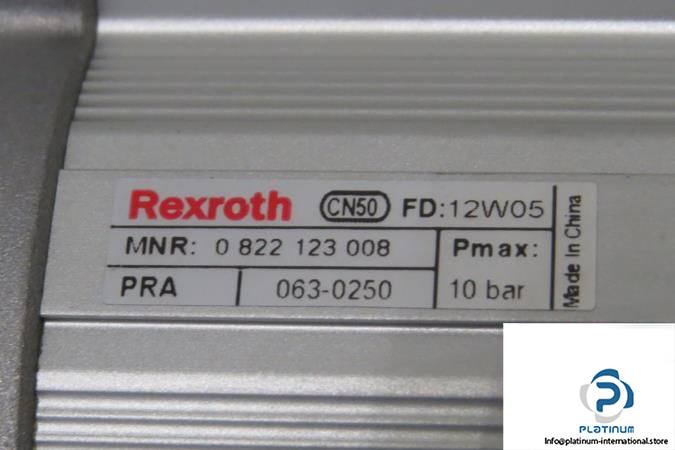 Rexroth CN50 FD:12W05
MNR: 0 822 123 008
Pmax:
PRA 063-0250
10 bar
Made In China
PLATINUM
Info@platinum-international.store